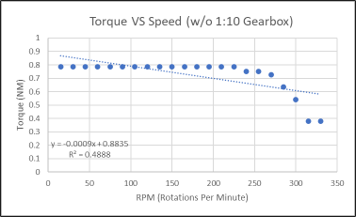 Torque VS Speed (w/o 1:10 Gearbox)
1
0.9
0.8
0.7
0.6
0.5
0.4
0.3
0.2
0.1
0
Torque (NM)
y = -0.0009x + 0.8835
R² = 0.4888
0 50 100 150 200 250 300 350
RPM (Rotations Per Minute)